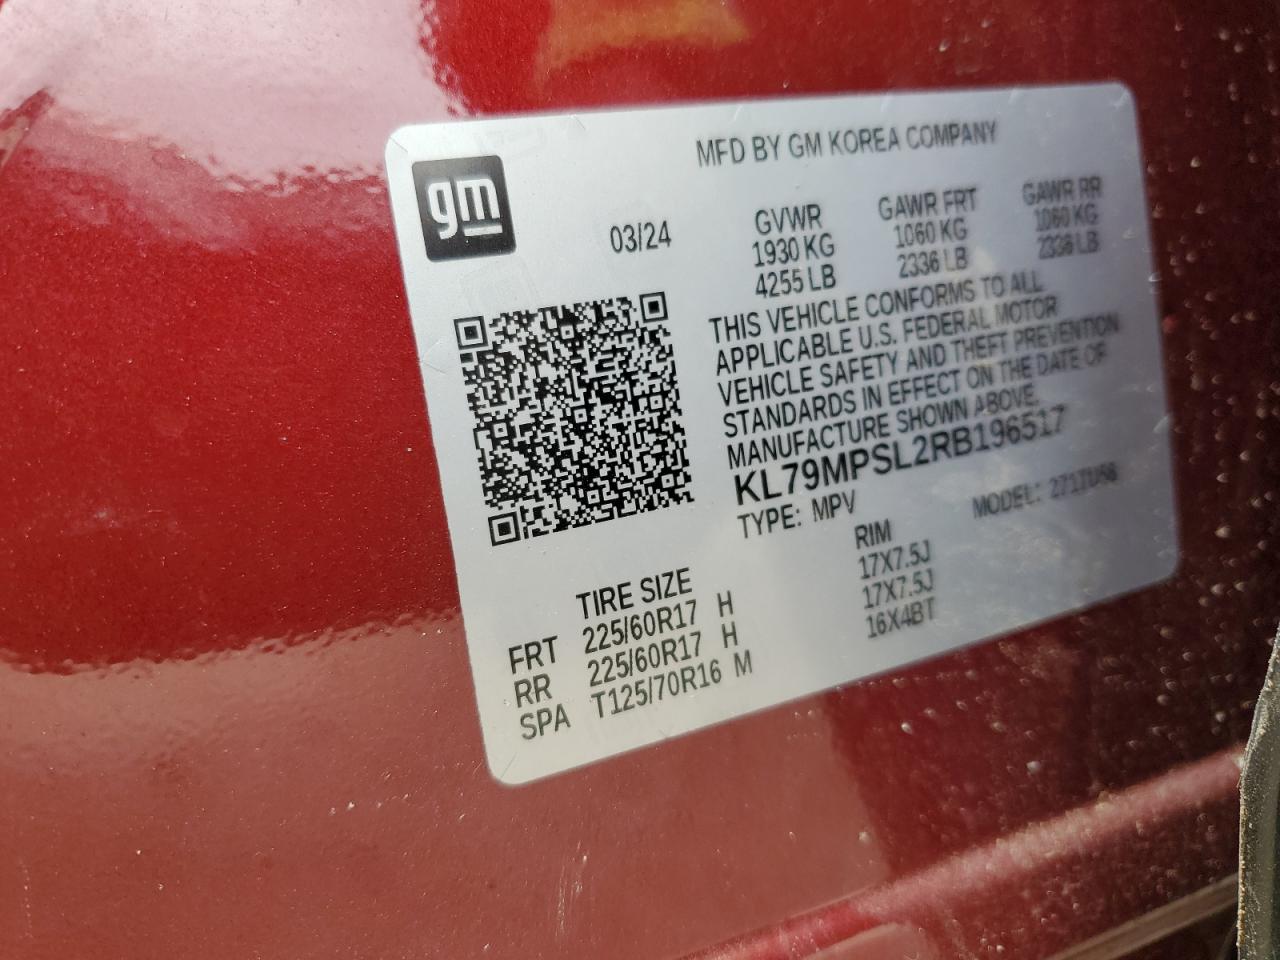 gm
MFD BY GM KOREA COMPANY
03/24
GVWR
1930 KG
4255 LB
GAWR FRT
1060 KG
2336 LB
GAWR RR
1060 KG
2336 LB
THIS VEHICLE CONFORMS TO ALL
APPLICABLE U.S. FEDERAL MOTOR
VEHICLE SAFETY AND THEFT PREVENTION
STANDARDS IN EFFECT ON THE DATE OF
MANUFACTURE SHOWN ABOVE.
KL79MPSL2RB196517
TYPE: MPV
MODEL:
TIRE SIZE RIM
FRT 225/60R17 H 17X7.5J
RR 225/60R17 H 17X7.5J
SPA T125/70R16 M 16X4BT